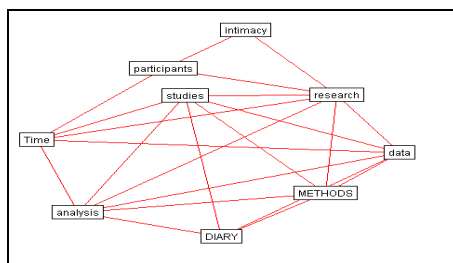 intimacy
participants
studies
research
Time
data
METHODS
analysis
DIARY